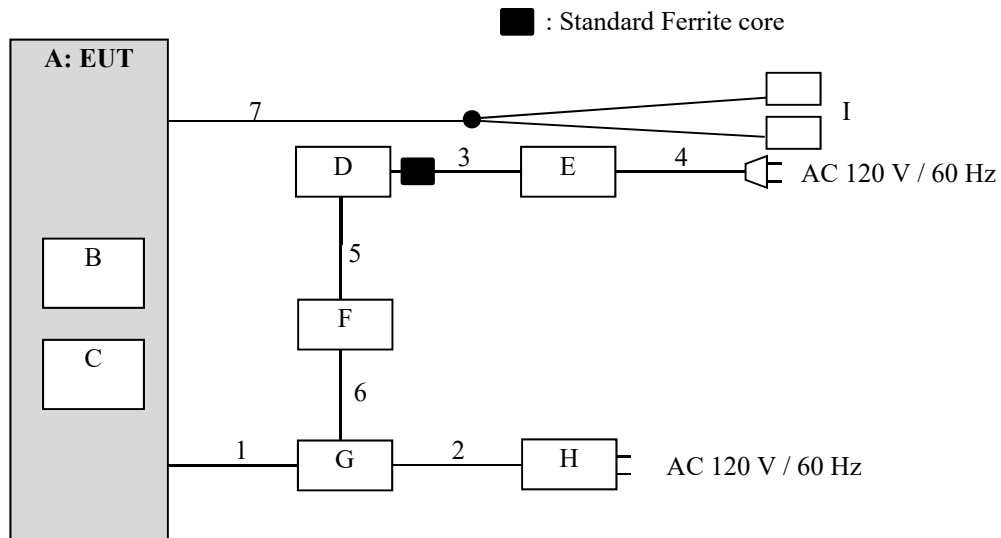 : Standard Ferrite core
A: EUT
7
I
D
3
E
4
AC 120 V / 60 Hz
B
5
F
C
6
1
G
2
H
AC 120 V / 60 Hz